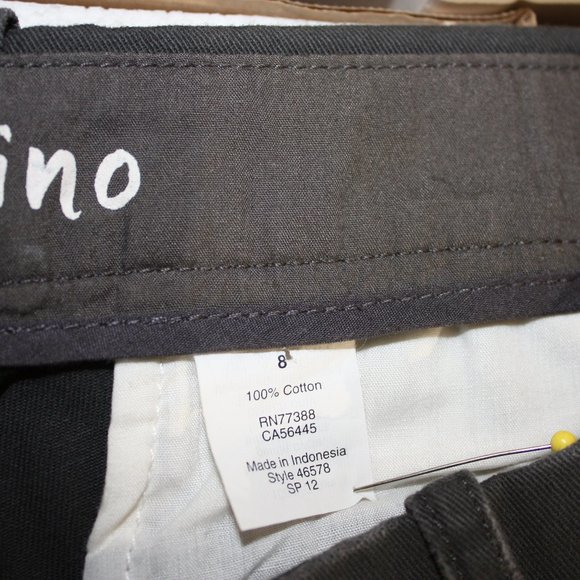 ino
8
100% Cotton
RN77388
CA56445
Made in Indonesia
Style 46578
SP 12